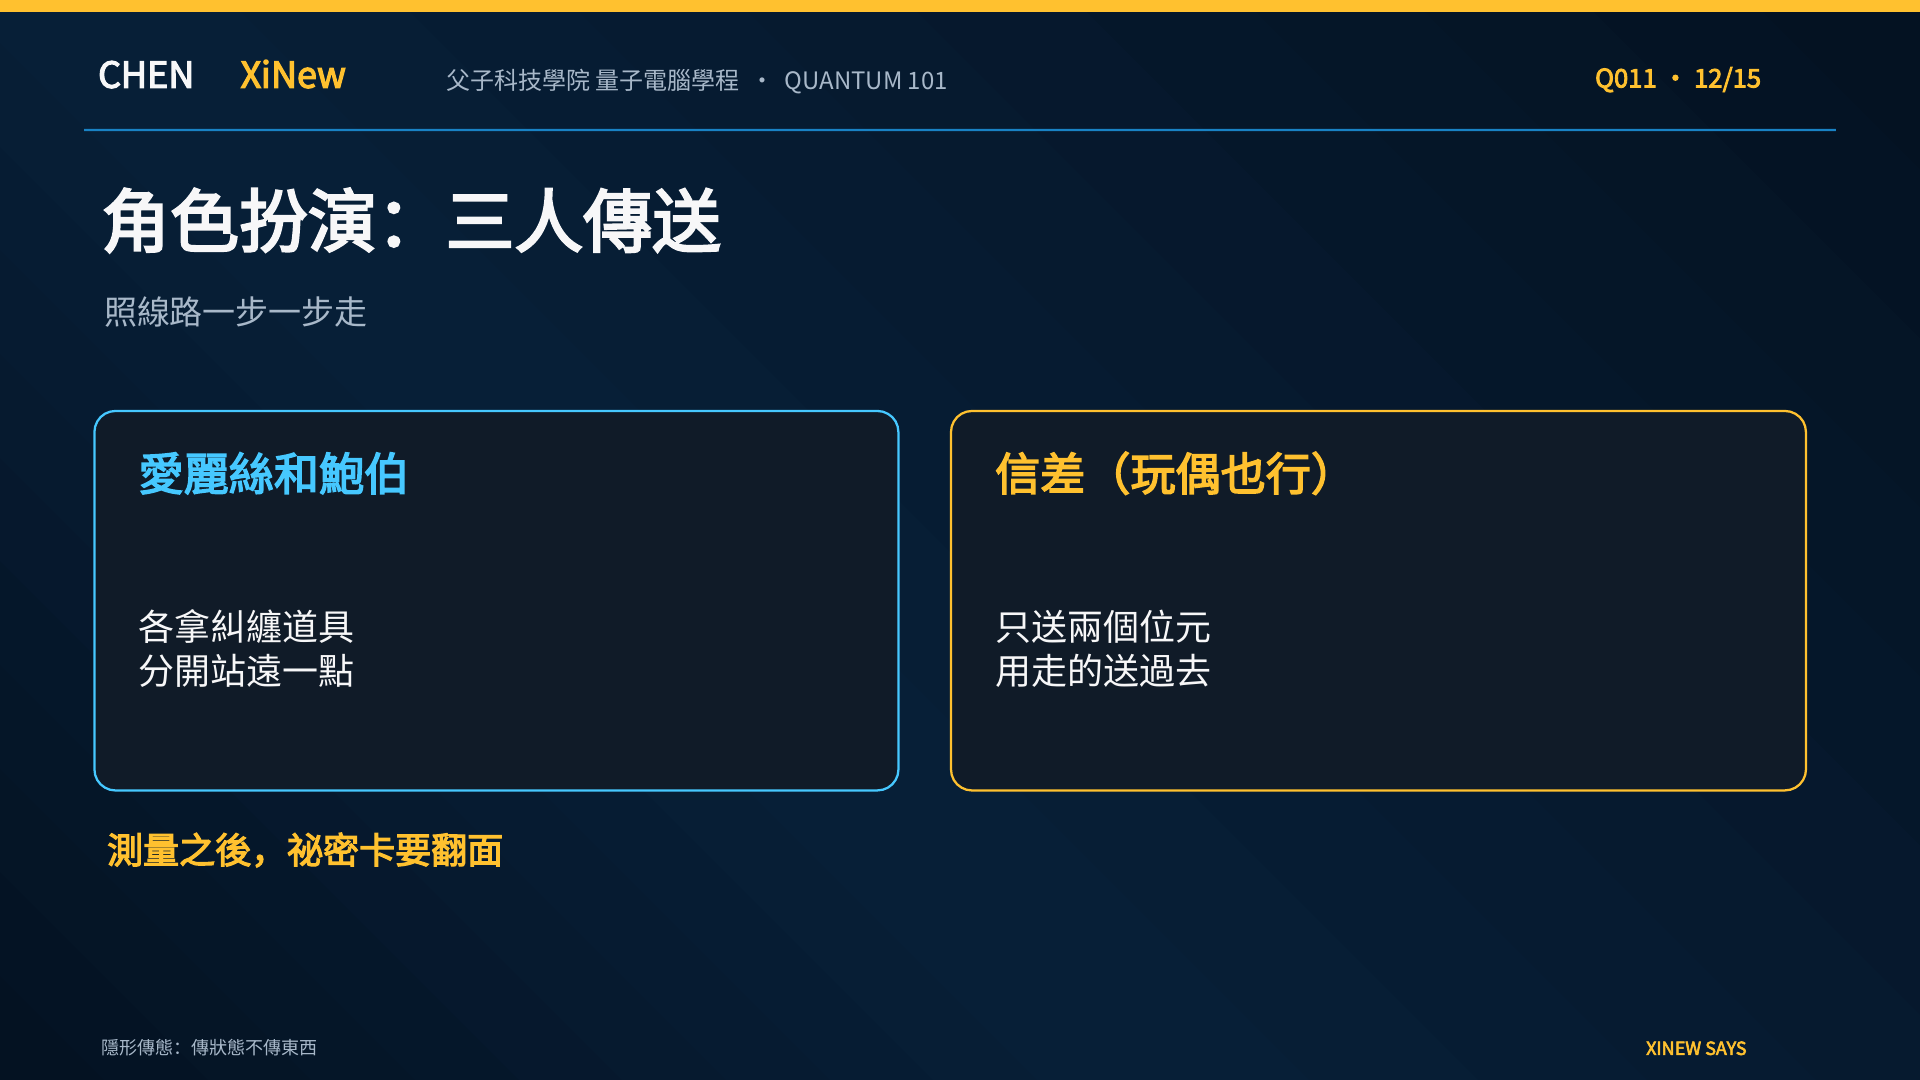 CHEN XiNew 父子科技學院 量子電腦學程 · QUANTUM 101 Q011 · 12/15
角色扮演：三人傳送
照線路一步一步走
愛麗絲和鮑伯
各拿糾纏道具
分開站遠一點
信差（玩偶也行）
只送兩個位元
用走的送過去
測量之後，祕密卡要翻面
隱形傳態：傳狀態不傳東西
XINEW SAYS